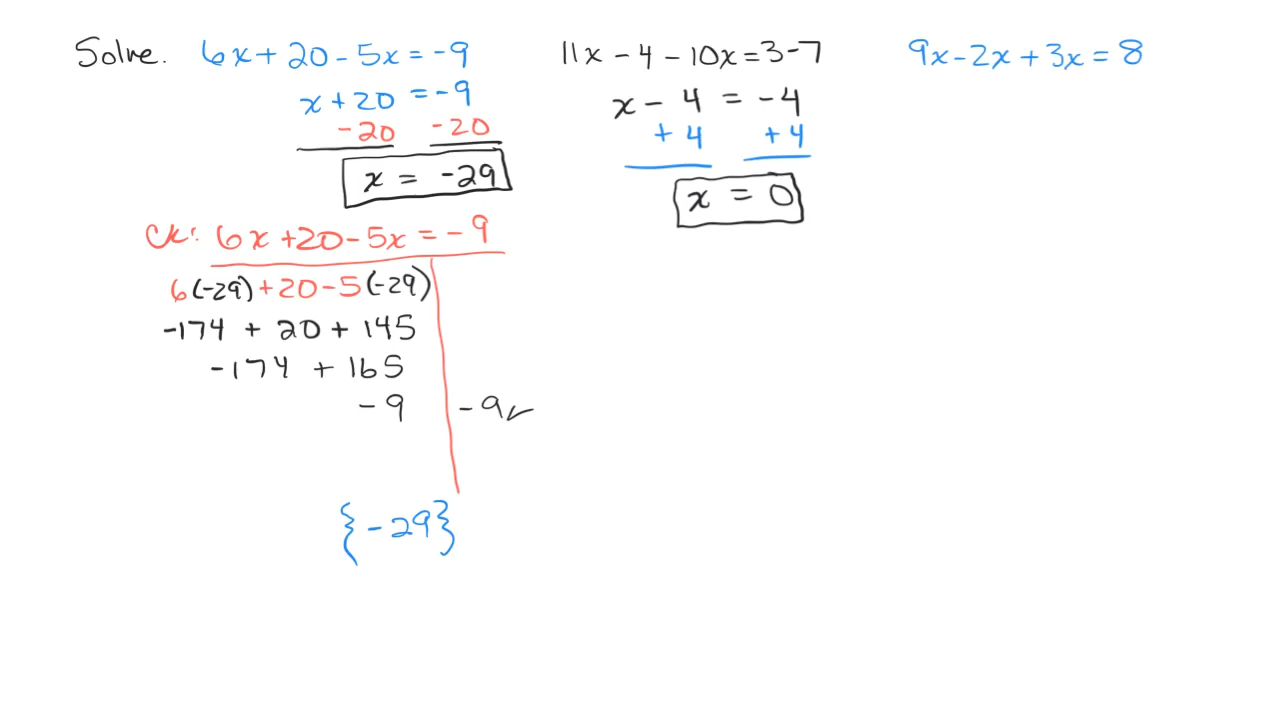 Solve. 6x + 20 - 5x = -9
x + 20 = -9
-20 -20
x = -29
CK: 6x + 20 - 5x = -9
6(-29) + 20 - 5(-29)
-174 + 20 + 145
-174 + 165
-9 -9✓
{-29}
11x - 4 - 10x = 3 - 7
x - 4 = -4
+ 4 + 4
x = 0
9x - 2x + 3x = 8